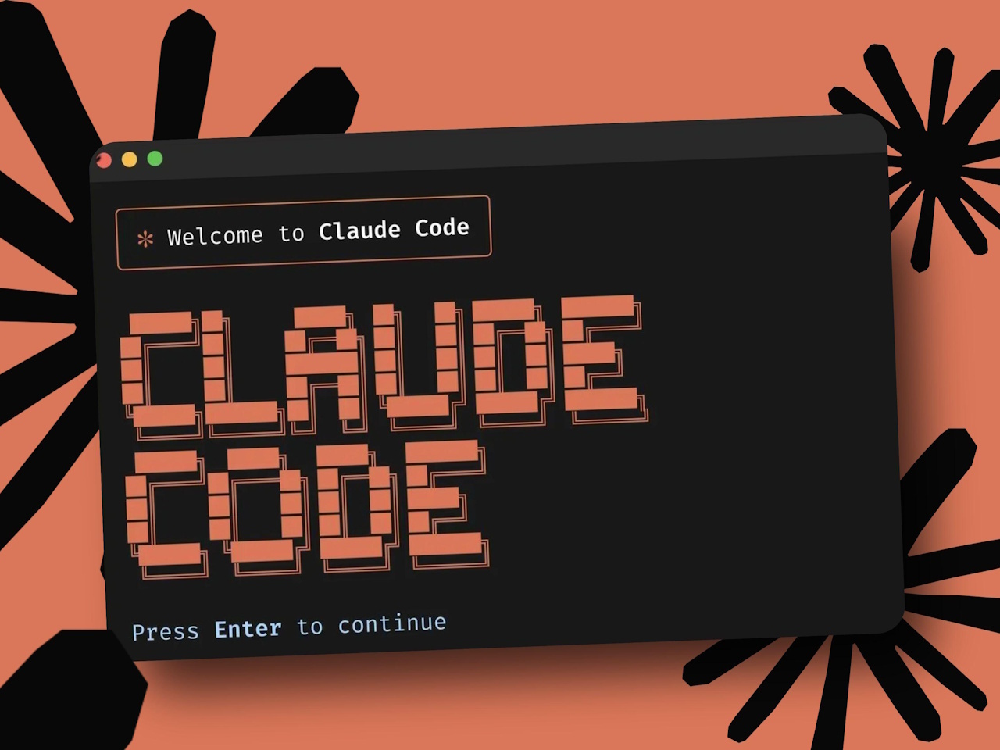 ✻ Welcome to Claude Code
CLAUDE
CODE
Press Enter to continue